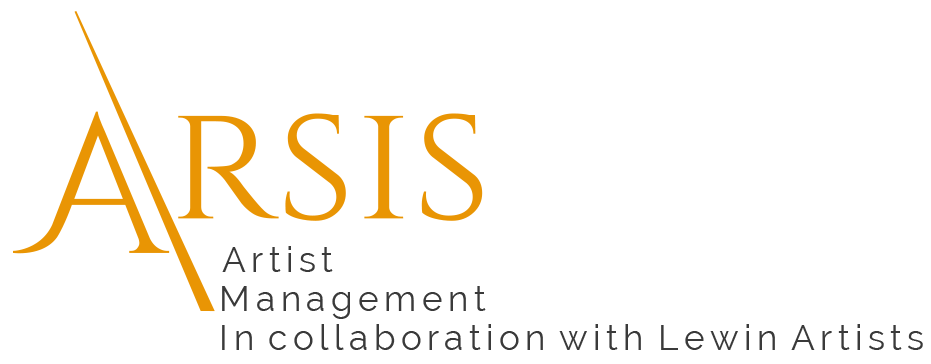 ARSIS
Artist
Management
In collaboration with Lewin Artists